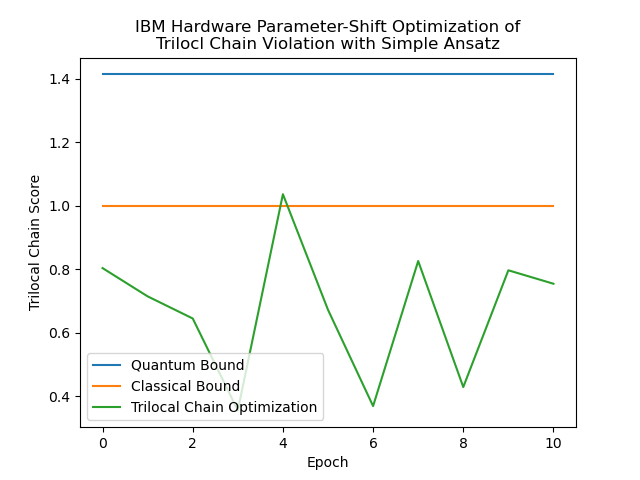 IBM Hardware Parameter-Shift Optimization of
Trilocl Chain Violation with Simple Ansatz
Trilocal Chain Score
1.4
1.2
1.0
0.8
0.6
0.4
Quantum Bound
Classical Bound
Trilocal Chain Optimization
0 2 4 6 8 10
Epoch